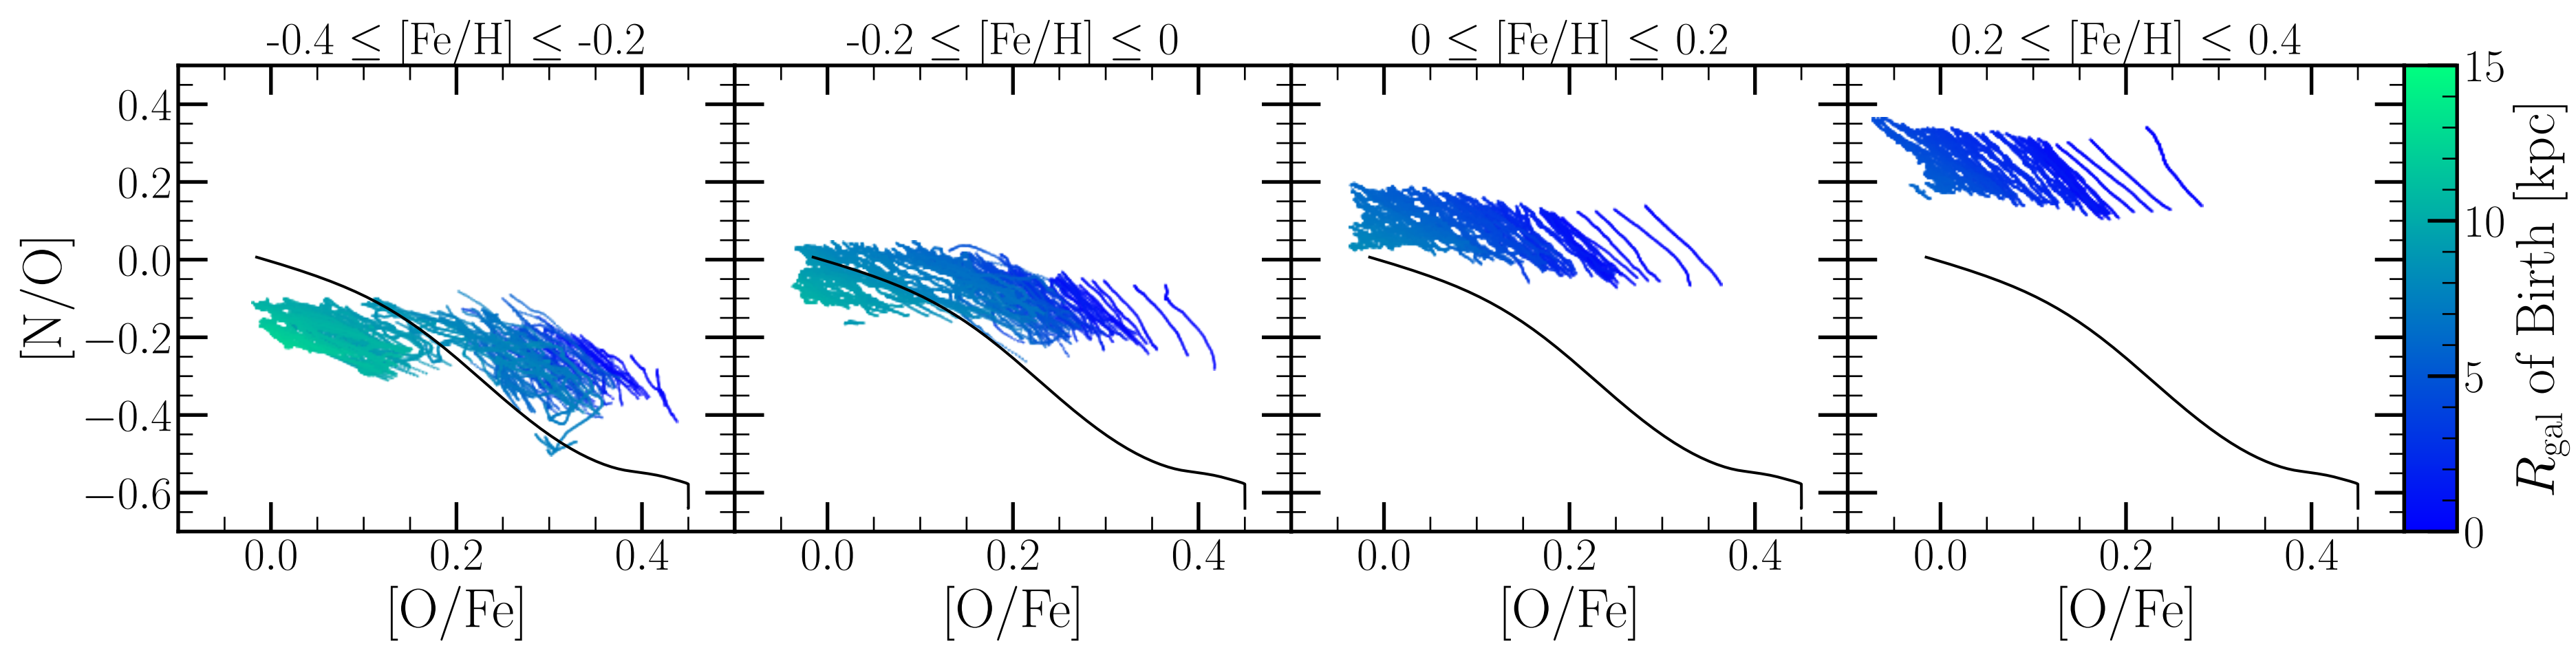 -0.4 ≤ [Fe/H] ≤ -0.2
-0.2 ≤ [Fe/H] ≤ 0
0 ≤ [Fe/H] ≤ 0.2
0.2 ≤ [Fe/H] ≤ 0.4
[N/O]
0.4
0.2
0.0
−0.2
−0.4
−0.6
0.0 0.2 0.4
0.0 0.2 0.4
0.0 0.2 0.4
0.0 0.2 0.4
[O/Fe]
[O/Fe]
[O/Fe]
[O/Fe]
15
10
5
0
Rgal of Birth [kpc]